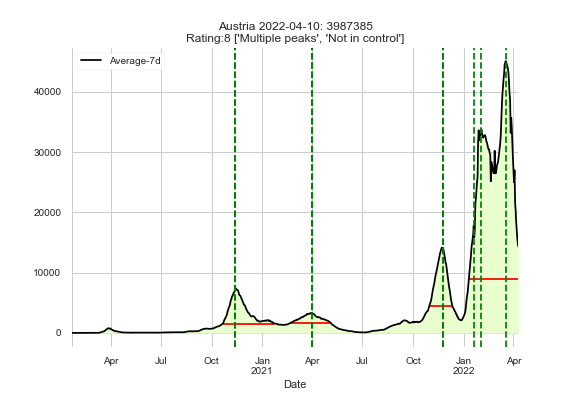 Austria 2022-04-10: 3987385
Rating:8 ['Multiple peaks', 'Not in control']
Average-7d
40000
30000
20000
10000
0
Apr Jul Oct Jan Apr Jul Oct Jan Apr
2021 2022
Date